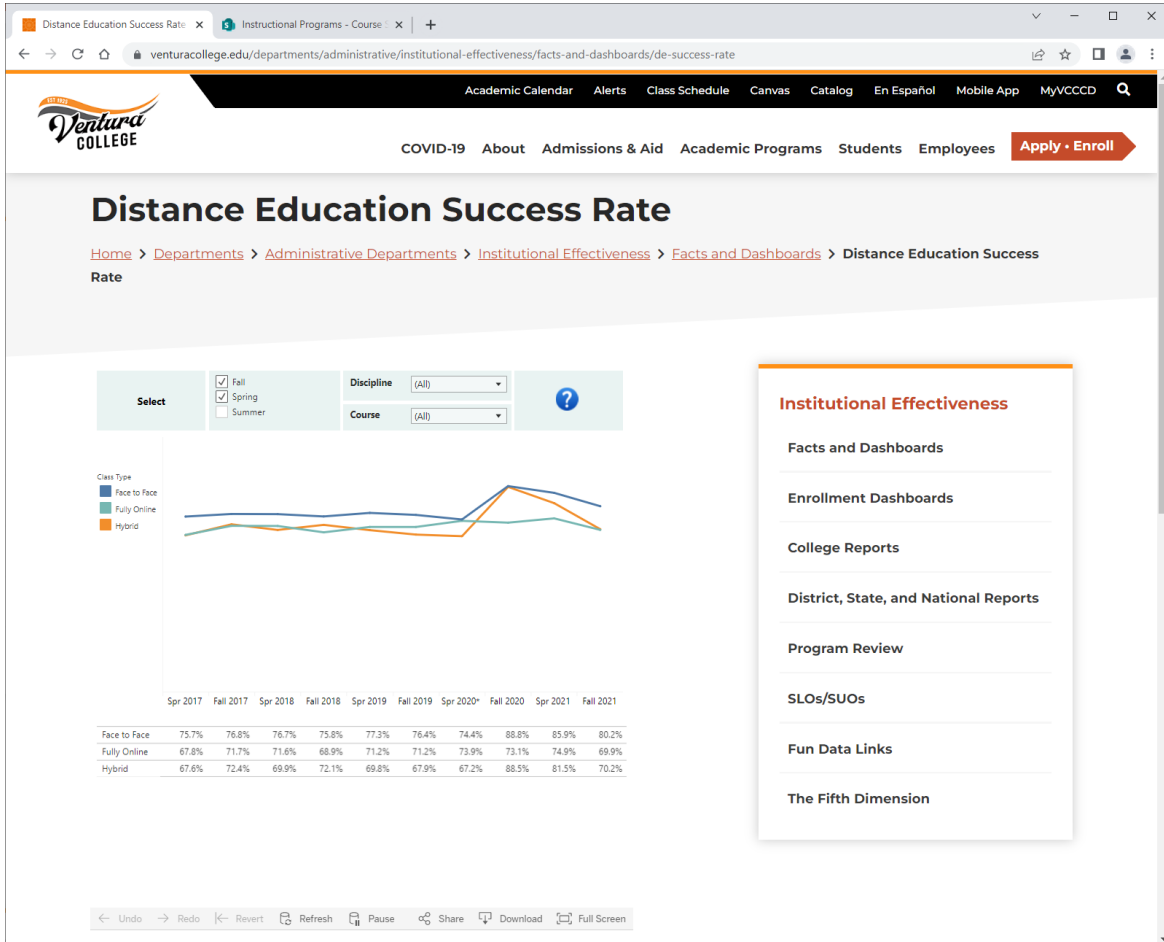 Distance Education Success Rate
Instructional Programs - Course S
venturacollege.edu/departments/administrative/institutional-effectiveness/facts-and-dashboards/de-success-rate
Academic Calendar Alerts Class Schedule Canvas Catalog En Español Mobile App MyVCCCD
EST 1925
Ventura
COLLEGE
COVID-19 About Admissions & Aid Academic Programs Students Employees Apply • Enroll
Distance Education Success Rate
Home > Departments > Administrative Departments > Institutional Effectiveness > Facts and Dashboards > Distance Education Success
Rate
Select
Fall
Spring
Summer
Discipline (All)
Course (All)
?
Class Type
Face to Face
Fully Online
Hybrid
Spr 2017 Fall 2017 Spr 2018 Fall 2018 Spr 2019 Fall 2019 Spr 2020* Fall 2020 Spr 2021 Fall 2021
Face to Face 75.7% 76.8% 76.7% 75.8% 77.3% 76.4% 74.4% 88.8% 85.9% 80.2%
Fully Online 67.8% 71.7% 71.6% 68.9% 71.2% 71.2% 73.9% 73.1% 74.9% 69.9%
Hybrid 67.6% 72.4% 69.9% 72.1% 69.8% 67.9% 67.2% 88.5% 81.5% 70.2%
Undo Redo Revert Refresh Pause Share Download Full Screen
Institutional Effectiveness
Facts and Dashboards
Enrollment Dashboards
College Reports
District, State, and National Reports
Program Review
SLOs/SUOs
Fun Data Links
The Fifth Dimension